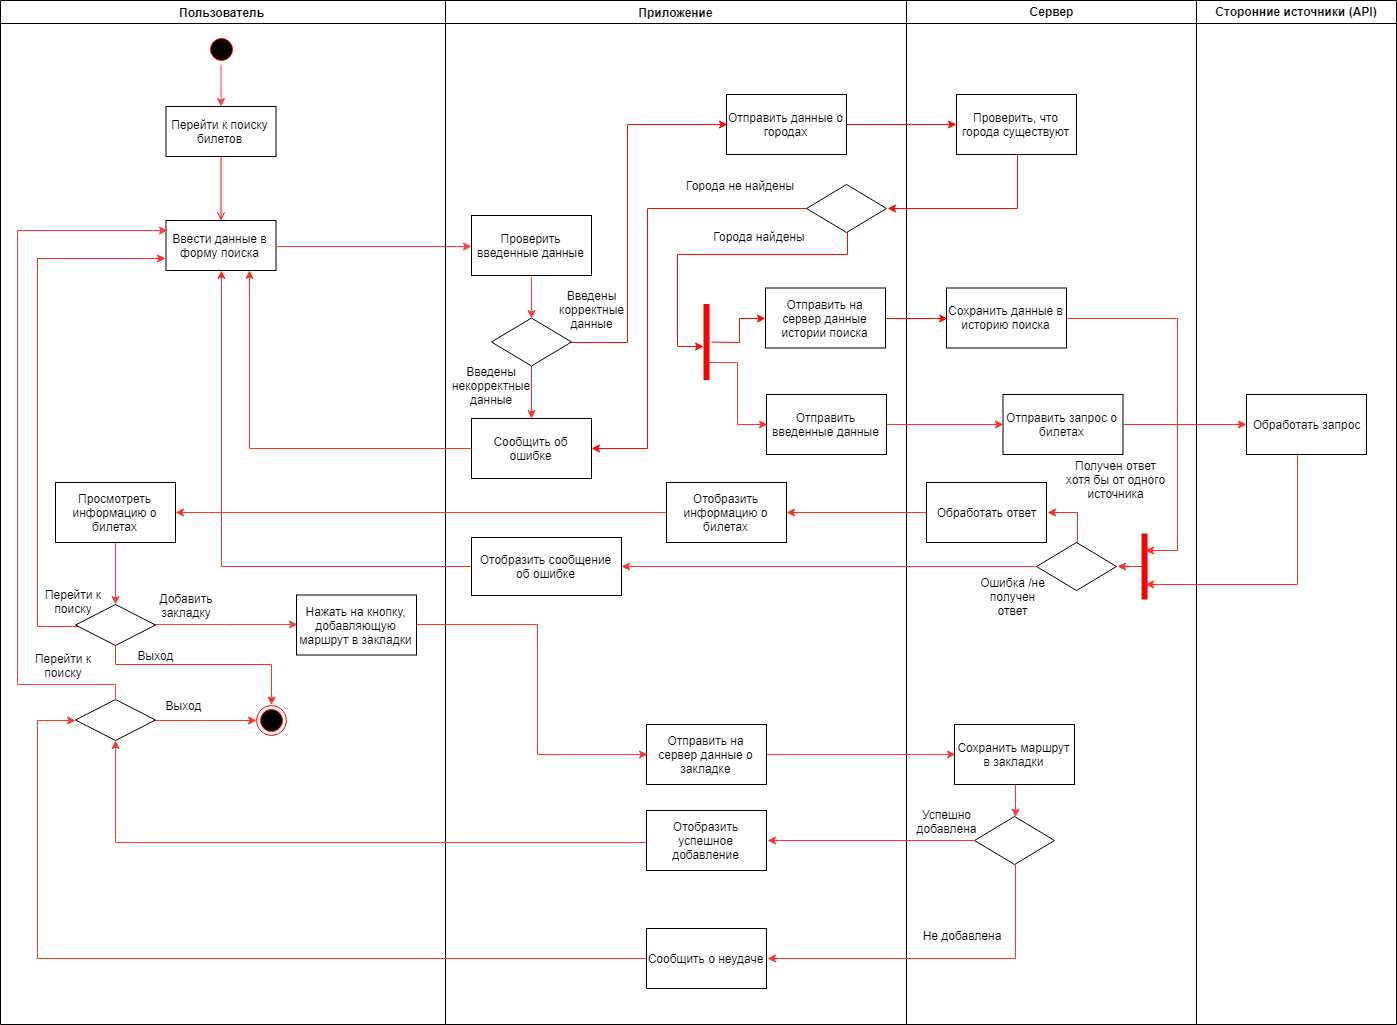 Пользователь
Приложение
Сервер
Сторонние источники (API)
Перейти к поиску
билетов
Отправить данные о
городах
Проверить, что
города существуют
Города не найдены
Города найдены
Ввести данные в
форму поиска
Проверить
введенные данные
Введены
корректные
данные
Отправить на
сервер данные
истории поиска
Сохранить данные в
историю поиска
Введены
некорректные
данные
Сообщить об
ошибке
Отправить
введенные данные
Отправить запрос о
билетах
Обработать запрос
Получен ответ
хотя бы от одного
источника
Просмотреть
информацию о
билетах
Отобразить
информацию о
билетах
Обработать ответ
Отобразить сообщение
об ошибке
Ошибка /не
получен
ответ
Перейти к
поиску
Добавить
закладку
Нажать на кнопку,
добавляющую
маршрут в закладки
Выход
Перейти к
поиску
Выход
Отправить на
сервер данные о
закладке
Сохранить маршрут
в закладки
Успешно
добавлена
Отобразить
успешное
добавление
Не добавлена
Сообщить о неудаче